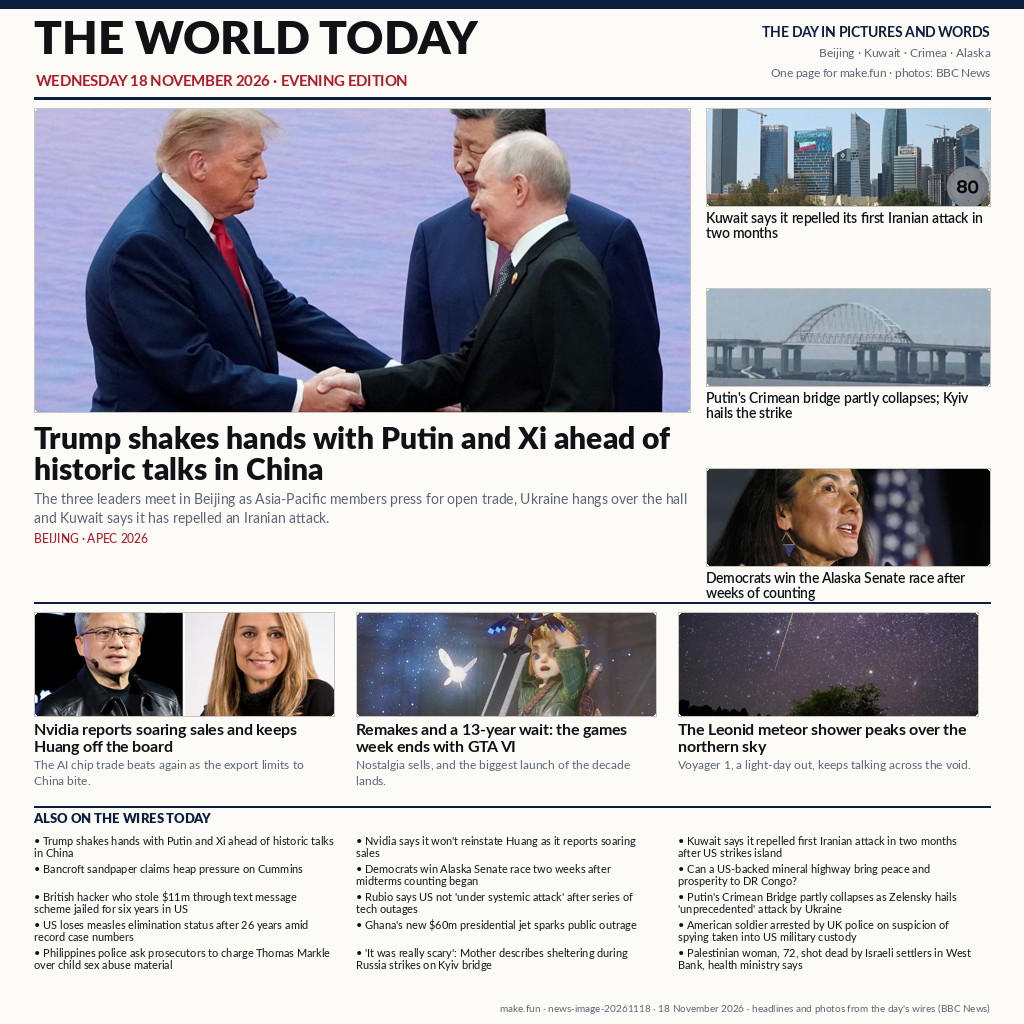 THE WORLD TODAY
WEDNESDAY 18 NOVEMBER 2026 · EVENING EDITION
THE DAY IN PICTURES AND WORDS
Beijing · Kuwait · Crimea · Alaska
One page for make.fun · photos: BBC News
80
Kuwait says it repelled its first Iranian attack in
two months
Putin's Crimean bridge partly collapses; Kyiv
hails the strike
Trump shakes hands with Putin and Xi ahead of
historic talks in China
The three leaders meet in Beijing as Asia-Pacific members press for open trade, Ukraine hangs over the hall
and Kuwait says it has repelled an Iranian attack.
BEIJING · APEC 2026
Democrats win the Alaska Senate race after
weeks of counting
Nvidia reports soaring sales and keeps
Huang off the board
The AI chip trade beats again as the export limits to
China bite.
Remakes and a 13-year wait: the games
week ends with GTA VI
Nostalgia sells, and the biggest launch of the decade
lands.
The Leonid meteor shower peaks over the
northern sky
Voyager 1, a light-day out, keeps talking across the void.
ALSO ON THE WIRES TODAY
• Trump shakes hands with Putin and Xi ahead of historic talks
in China
• Bancroft sandpaper claims heap pressure on Cummins
• British hacker who stole $11m through text message
scheme jailed for six years in US
• US loses measles elimination status after 26 years amid
record case numbers
• Philippines police ask prosecutors to charge Thomas Markle
over child sex abuse material
• Nvidia says it won't reinstate Huang as it reports soaring
sales
• Democrats win Alaska Senate race two weeks after
midterms counting began
• Rubio says US not 'under systemic attack' after series of
tech outages
• Ghana's new $60m presidential jet sparks public outrage
• 'It was really scary': Mother describes sheltering during
Russia strikes on Kyiv bridge
• Kuwait says it repelled first Iranian attack in two months
after US strikes island
• Can a US-backed mineral highway bring peace and
prosperity to DR Congo?
• Putin's Crimean Bridge partly collapses as Zelensky hails
'unprecedented' attack by Ukraine
• American soldier arrested by UK police on suspicion of
spying taken into US military custody
• Palestinian woman, 72, shot dead by Israeli settlers in West
Bank, health ministry says
make.fun · news-image-20261118 · 18 November 2026 · headlines and photos from the day's wires (BBC News)